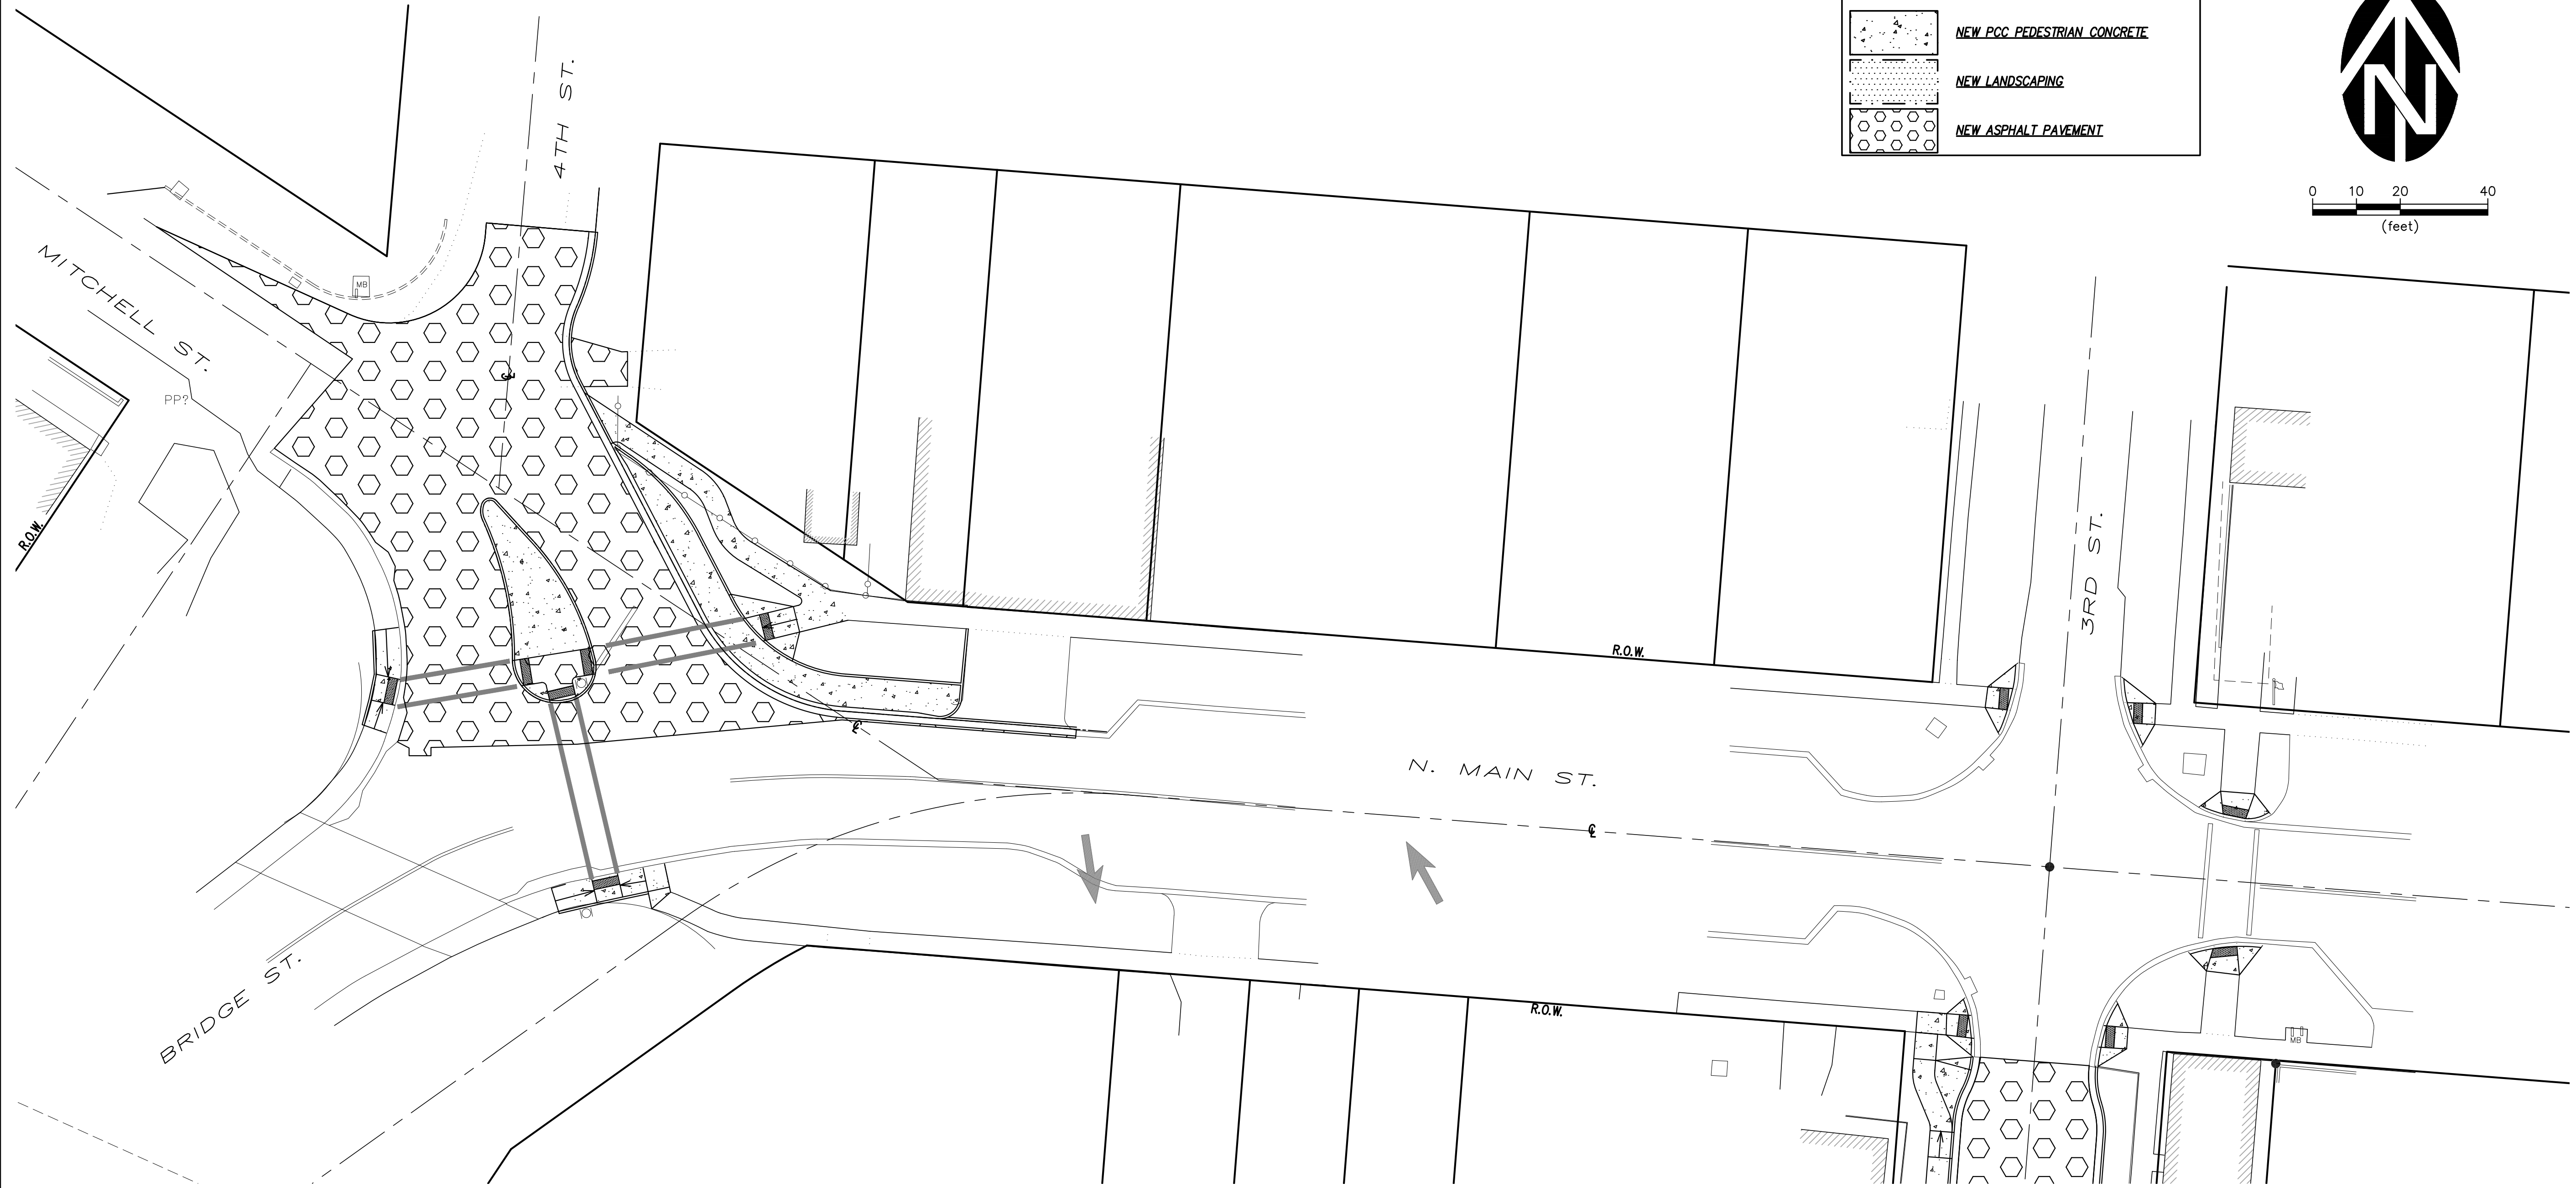 NEW PCC PEDESTRIAN CONCRETE
NEW LANDSCAPING
NEW ASPHALT PAVEMENT
N
0 10 20 40
(feet)
4TH ST.
MITCHELL ST.
MB
PP?
R.O.W.
℄
3RD ST.
R.O.W.
℄
N. MAIN ST.
℄
BRIDGE ST.
R.O.W.
MB